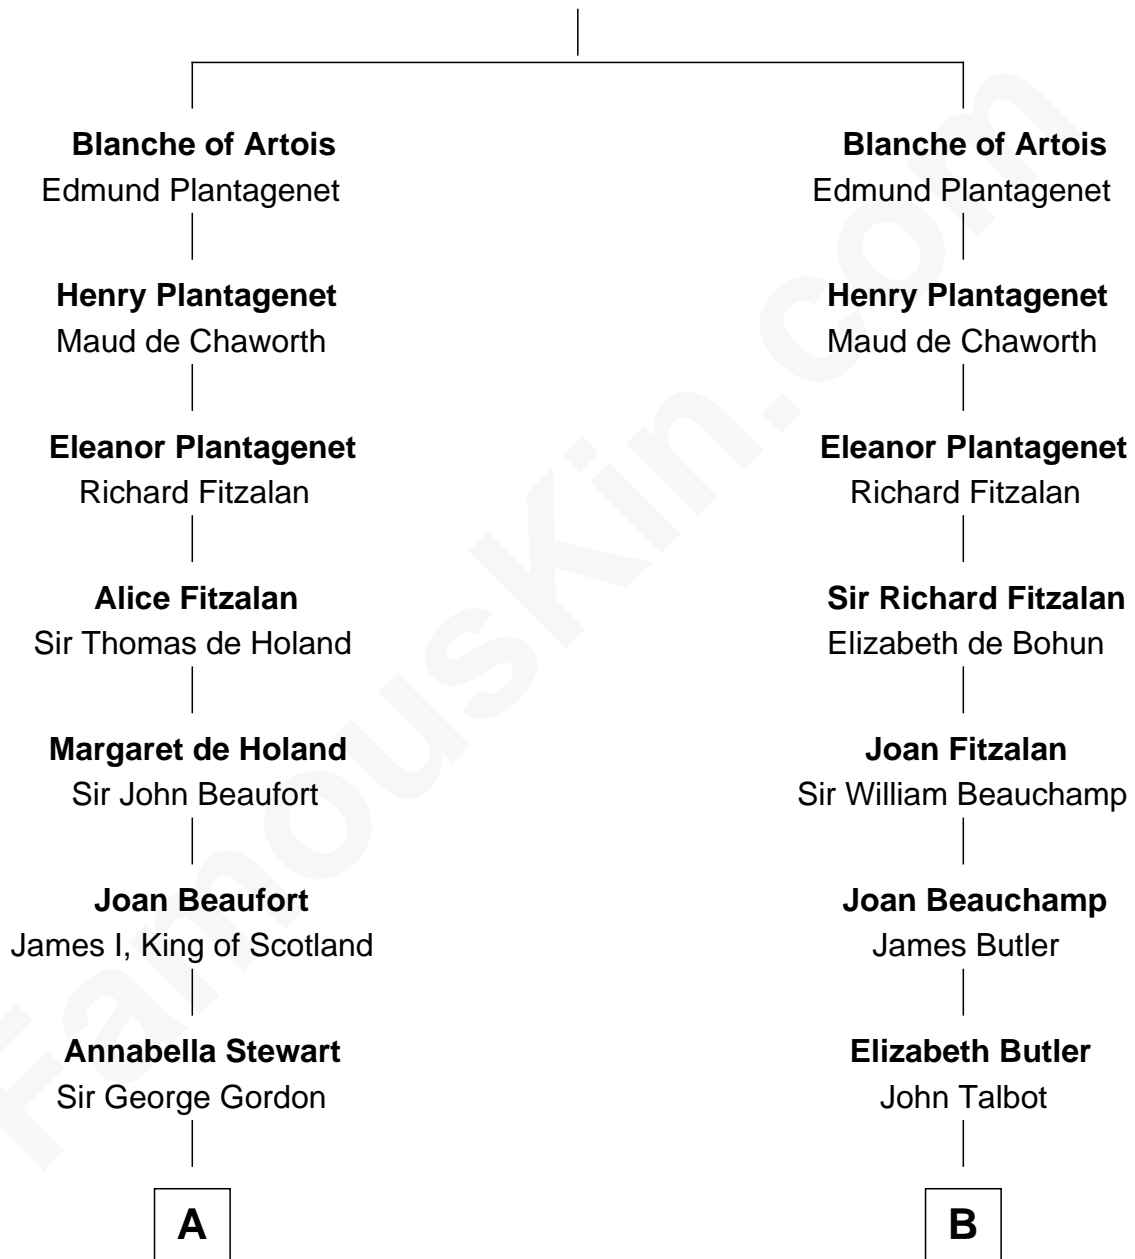 Blanche of Artois
Edmund Plantagenet
Henry Plantagenet
Maud de Chaworth
Eleanor Plantagenet
Richard Fitzalan
Alice Fitzalan
Sir Thomas de Holand
Margaret de Holand
Sir John Beaufort
Joan Beaufort
James I, King of Scotland
Annabella Stewart
Sir George Gordon
A
Blanche of Artois
Edmund Plantagenet
Henry Plantagenet
Maud de Chaworth
Eleanor Plantagenet
Richard Fitzalan
Sir Richard Fitzalan
Elizabeth de Bohun
Joan Fitzalan
Sir William Beauchamp
Joan Beauchamp
James Butler
Elizabeth Butler
John Talbot
B
FamousKin.com